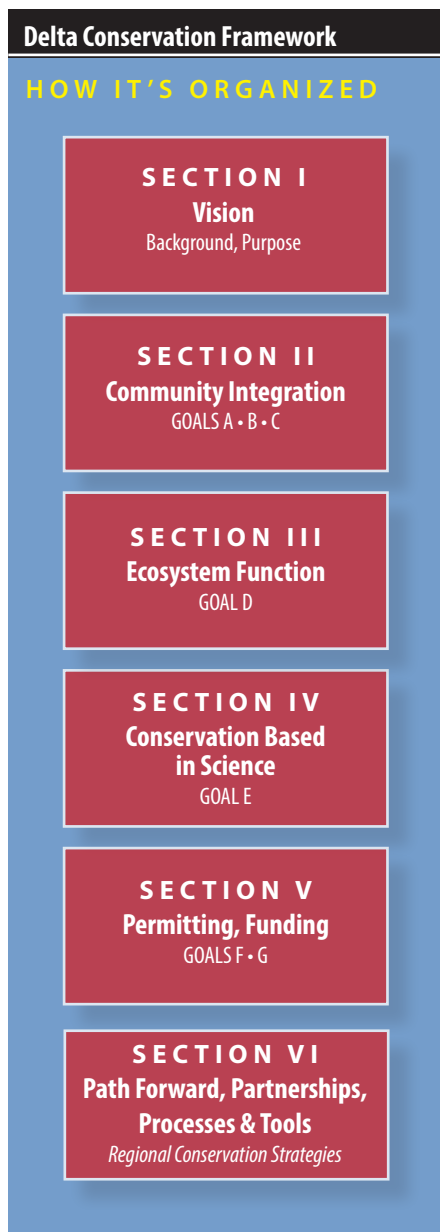 Delta Conservation Framework
HOW IT'S ORGANIZED
SECTION I
Vision
Background, Purpose
SECTION II
Community Integration
GOALS A • B • C
SECTION III
Ecosystem Function
GOAL D
SECTION IV
Conservation Based
in Science
GOAL E
SECTION V
Permitting, Funding
GOALS F • G
SECTION VI
Path Forward, Partnerships,
Processes & Tools
Regional Conservation Strategies